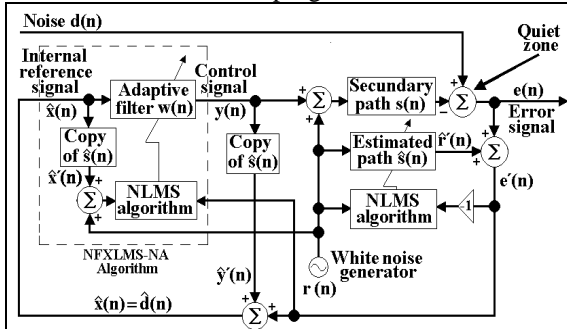 Noise d(n)
Quiet
zone
Internal
reference
signal
Control
signal
Adaptive
filter w(n)
Secundary
path s(n)
e(n)
Error
signal
x̂(n)
y(n)
Σ
+
+
+
−
Σ
Copy
of ŝ(n)
Copy
of ŝ(n)
Estimated
path ŝ(n)
r̂′(n)
+
+
Σ
x̂′(n)
e′(n)
Σ
+
+
NLMS
algorithm
NLMS
algorithm
-1
NFXLMS-NA
Algorithm
White noise
generator
r (n)
ŷ′(n)
x̂(n)=d̂(n)
+
Σ
+